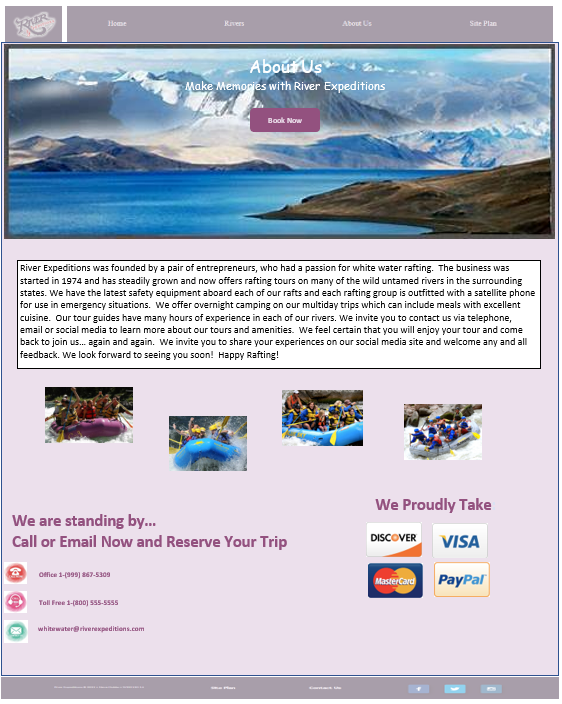 RIVER
Home Rivers About Us Site Plan
About Us
Make Memories with River Expeditions
Book Now
River Expeditions was founded by a pair of entrepreneurs, who had a passion for white water rafting. The business was
started in 1974 and has steadily grown and now offers rafting tours on many of the wild untamed rivers in the surrounding
states. We have the latest safety equipment aboard each of our rafts and each rafting group is outfitted with a satellite phone
for use in emergency situations. We offer overnight camping on our multiday trips which can include meals with excellent
cuisine. Our tour guides have many hours of experience in each of our rivers. We invite you to contact us via telephone,
email or social media to learn more about our tours and amenities. We feel certain that you will enjoy your tour and come
back to join us… again and again. We invite you to share your experiences on our social media site and welcome any and all
feedback. We look forward to seeing you soon! Happy Rafting!
We Proudly Take
DISCOVER VISA
MasterCard PayPal
We are standing by…
Call or Email Now and Reserve Your Trip
Office 1-(999) 867-5309
Toll Free 1-(800) 555-5555
whitewater@riverexpeditions.com
Site Plan Contact Us